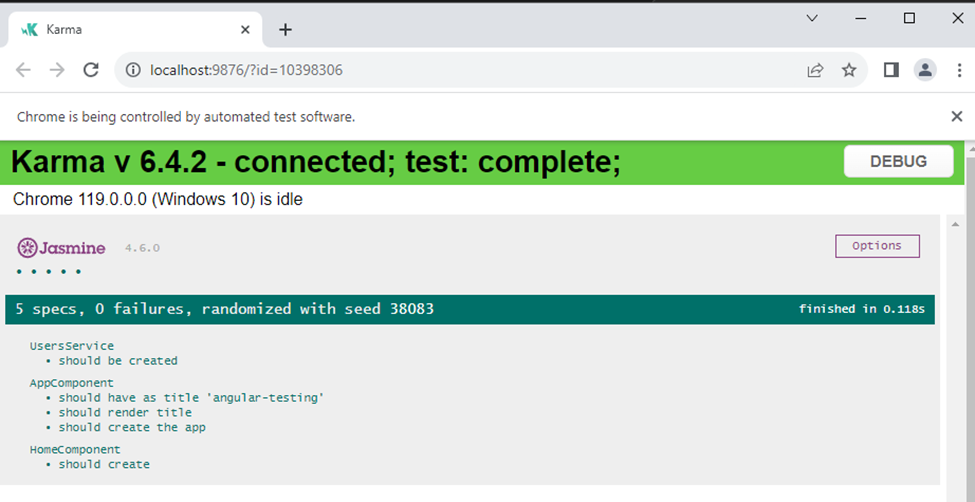 Karma
localhost:9876/?id=10398306
Chrome is being controlled by automated test software.
Karma v 6.4.2 - connected; test: complete;
DEBUG
Chrome 119.0.0.0 (Windows 10) is idle
Jasmine 4.6.0
Options
• • • • •
5 specs, 0 failures, randomized with seed 38083
finished in 0.118s
UsersService
• should be created
AppComponent
• should have as title 'angular-testing'
• should render title
• should create the app
HomeComponent
• should create